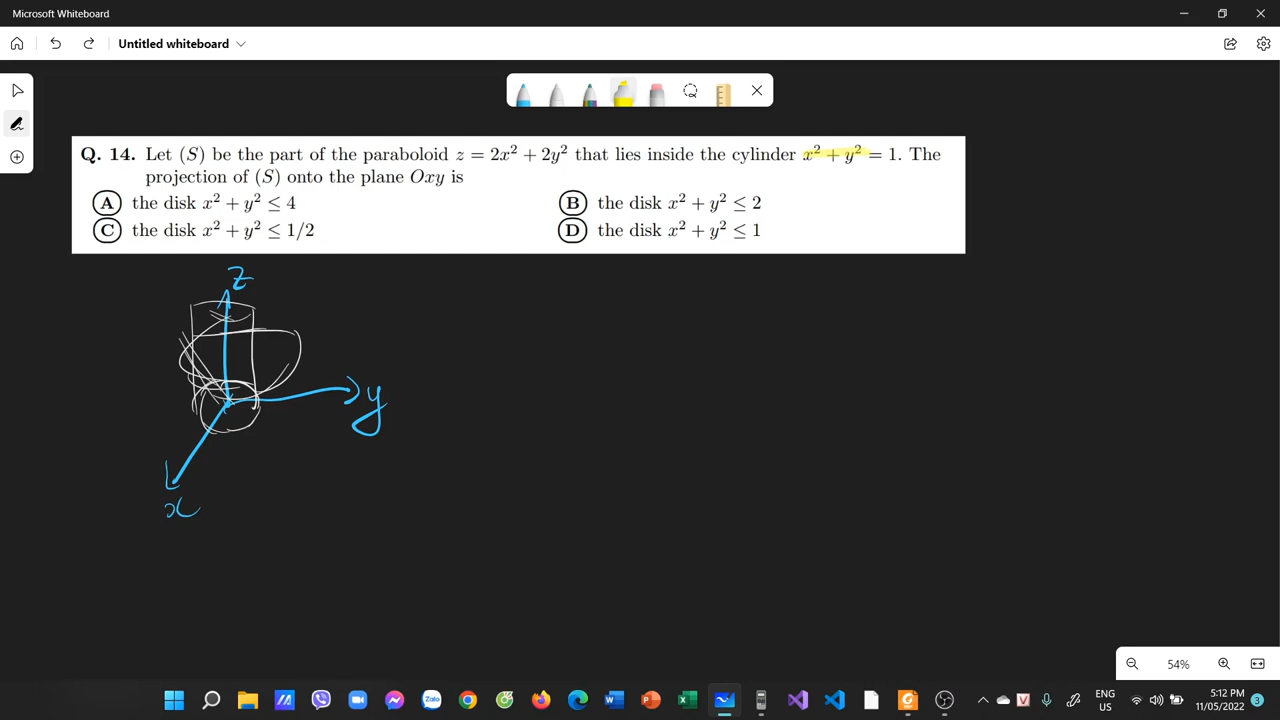 Microsoft Whiteboard
Untitled whiteboard
Q. 14. Let (S) be the part of the paraboloid z = 2x² + 2y² that lies inside the cylinder x² + y² = 1. The
projection of (S) onto the plane Oxy is
A the disk x² + y² ≤ 4
B the disk x² + y² ≤ 2
C the disk x² + y² ≤ 1/2
D the disk x² + y² ≤ 1
z
y
x
54%
Zalo
ENG
US
5:12 PM
11/05/2022
3